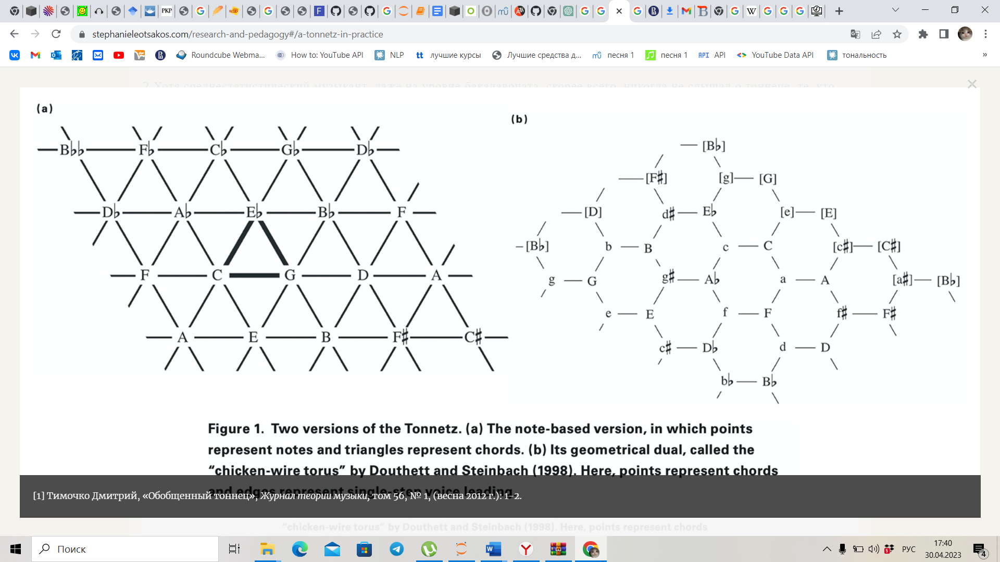 stephanieleotsakos.com/research-and-pedagogy#/a-tonnetz-in-practice
Roundcube Webma...
How to: YouTube API
NLP
лучшие курсы
Лучшие средства д...
песня 1
песня 1
API
API
YouTube Data API
тональность
»
2. Хотя среднестатистический музыкант, даже на уровне бакалавриата, скорее всего, никогда не слышал о тоннеце, те, кто
(a)
B♭♭ F♭ C♭ G♭ D♭
D♭ A♭ E♭ B♭ F
F C G D A
A E B F♯ C♯
(b)
[B♭]
[F♯] [g] [G]
[D] d♯ E♭ [e] [E]
[B♭] b B c C [c♯] [C♯]
g G g♯ A♭ a A [a♯] [B♭]
e E f F f♯ F♯
c♯ D♭ d D
b♭ B♭
Figure 1. Two versions of the Tonnetz. (a) The note-based version, in which points
represent notes and triangles represent chords. (b) Its geometrical dual, called the
“chicken-wire torus” by Douthett and Steinbach (1998). Here, points represent chords
and edges represent single-step voice leading.
[1] Тимочко Дмитрий, «Обобщенный тоннец», Журнал теории музыки, том 56, № 1, (весна 2012 г.): 1-2.
“chicken-wire torus” by Douthett and Steinbach (1998). Here, points represent chords
Поиск
РУС
17:40
30.04.2023
4